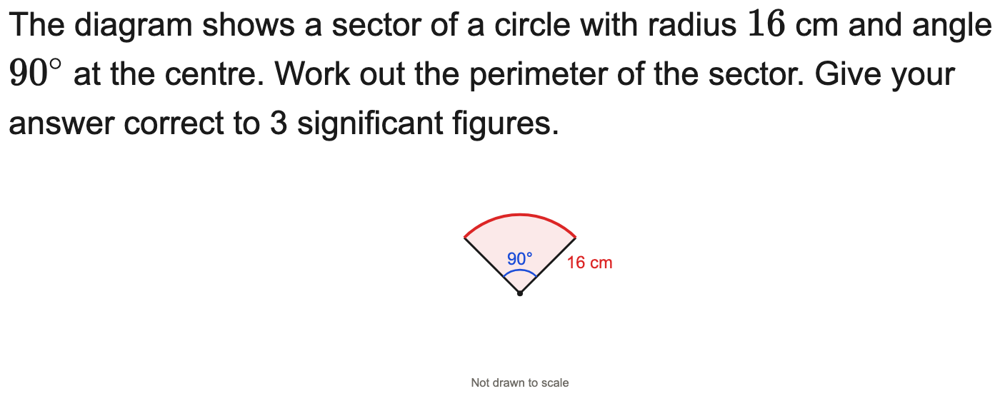 The diagram shows a sector of a circle with radius 16 cm and angle
90° at the centre. Work out the perimeter of the sector. Give your
answer correct to 3 significant figures.
90°
16 cm
Not drawn to scale